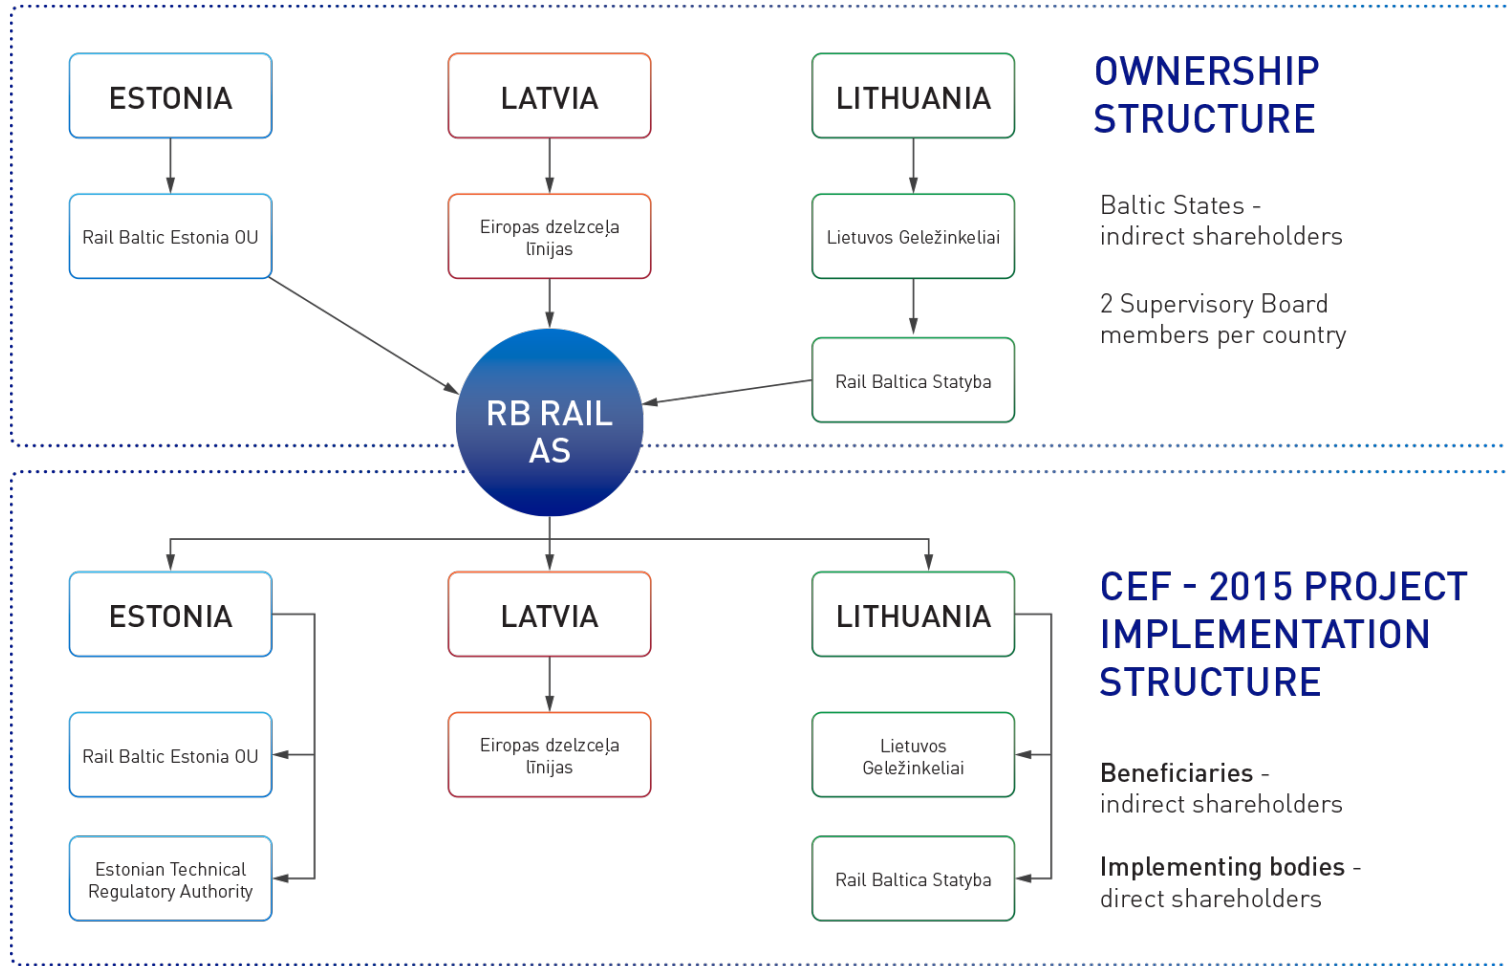 ESTONIA
LATVIA
LITHUANIA
OWNERSHIP
STRUCTURE
Rail Baltic Estonia OU
Eiropas dzelzceļa
līnijas
Lietuvos Geležinkeliai
Baltic States -
indirect shareholders
2 Supervisory Board
members per country
Rail Baltica Statyba
RB RAIL
AS
ESTONIA
LATVIA
LITHUANIA
CEF - 2015 PROJECT
IMPLEMENTATION
STRUCTURE
Rail Baltic Estonia OU
Eiropas dzelzceļa
līnijas
Lietuvos
Geležinkeliai
Beneficiaries -
indirect shareholders
Estonian Technical
Regulatory Authority
Rail Baltica Statyba
Implementing bodies -
direct shareholders